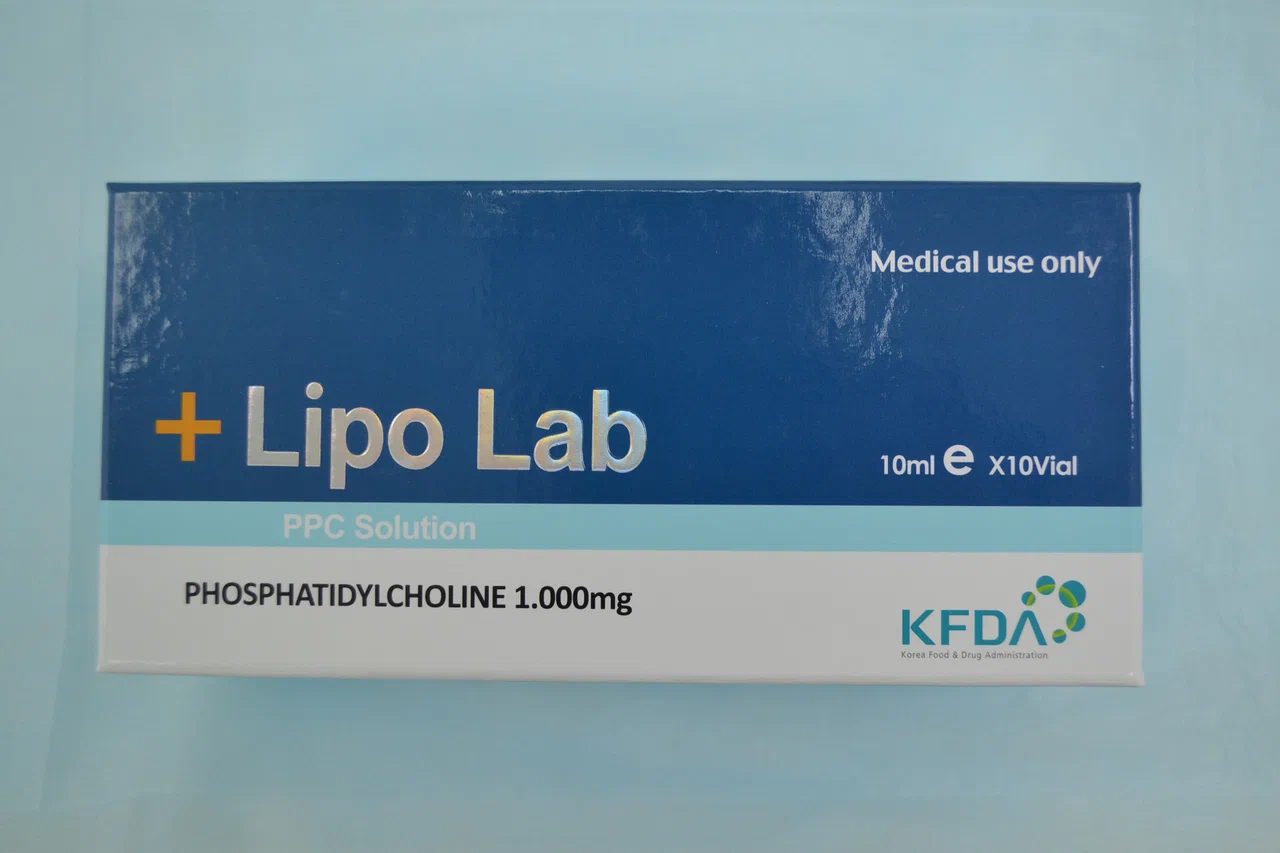 Medical use only
+ Lipo Lab
10ml e X10Vial
PPC Solution
PHOSPHATIDYLCHOLINE 1.000mg
KFDA
Korea Food & Drug Administration